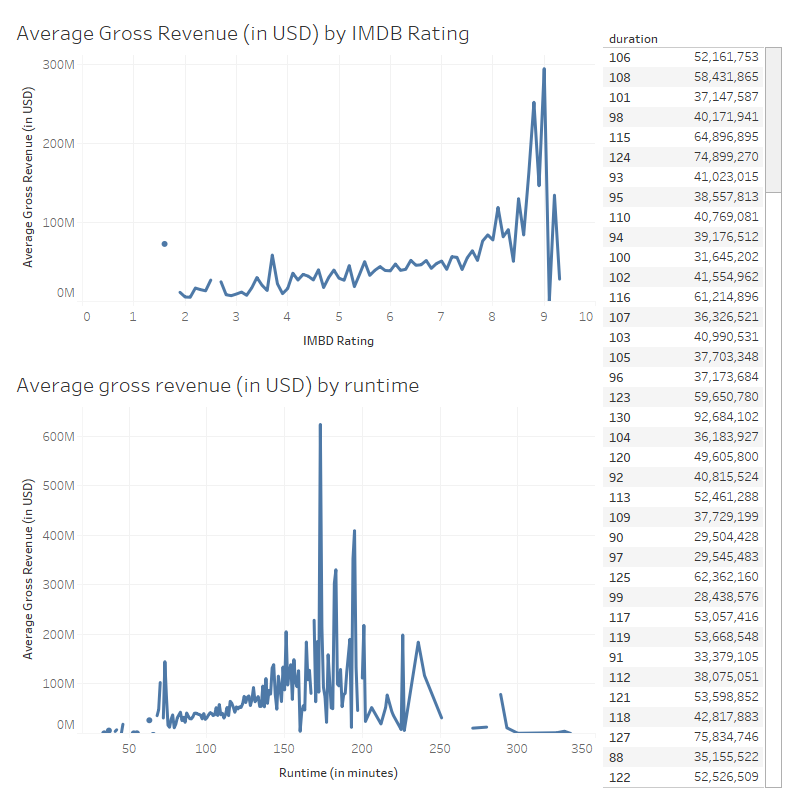 Average Gross Revenue (in USD) by IMDB Rating
Average Gross Revenue (in USD)
300M
200M
100M
0M
0 1 2 3 4 5 6 7 8 9 10
IMBD Rating
Average gross revenue (in USD) by runtime
Average Gross Revenue (in USD)
600M
500M
400M
300M
200M
100M
0M
50 100 150 200 250 300 350
Runtime (in minutes)
duration
106 52,161,753
108 58,431,865
101 37,147,587
98 40,171,941
115 64,896,895
124 74,899,270
93 41,023,015
95 38,557,813
110 40,769,081
94 39,176,512
100 31,645,202
102 41,554,962
116 61,214,896
107 36,326,521
103 40,990,531
105 37,703,348
96 37,173,684
123 59,650,780
130 92,684,102
104 36,183,927
120 49,605,800
92 40,815,524
113 52,461,288
109 37,729,199
90 29,504,428
97 29,545,483
125 62,362,160
99 28,438,576
117 53,057,416
119 53,668,548
91 33,379,105
112 38,075,051
121 53,598,852
118 42,817,883
127 75,834,746
88 35,155,522
122 52,526,509